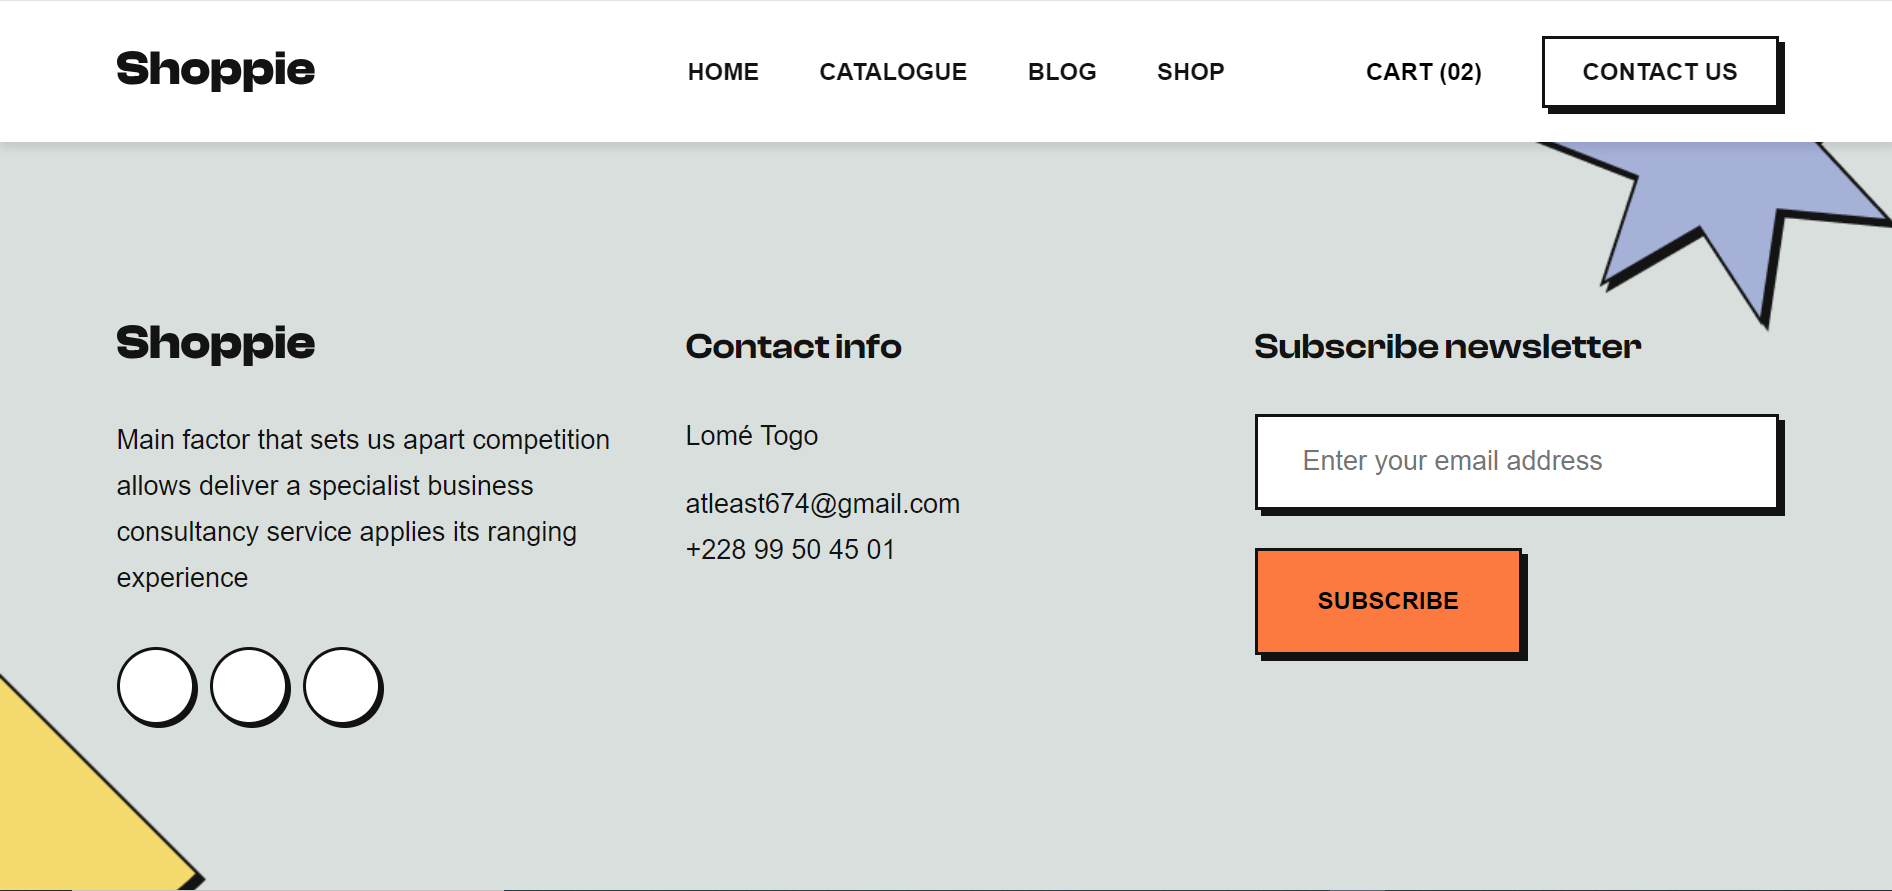 Shoppie
HOME CATALOGUE BLOG SHOP CART (02) CONTACT US
Shoppie
Main factor that sets us apart competition
allows deliver a specialist business
consultancy service applies its ranging
experience
Contact info
Lomé Togo
atleast674@gmail.com
+228 99 50 45 01
Subscribe newsletter
Enter your email address
SUBSCRIBE